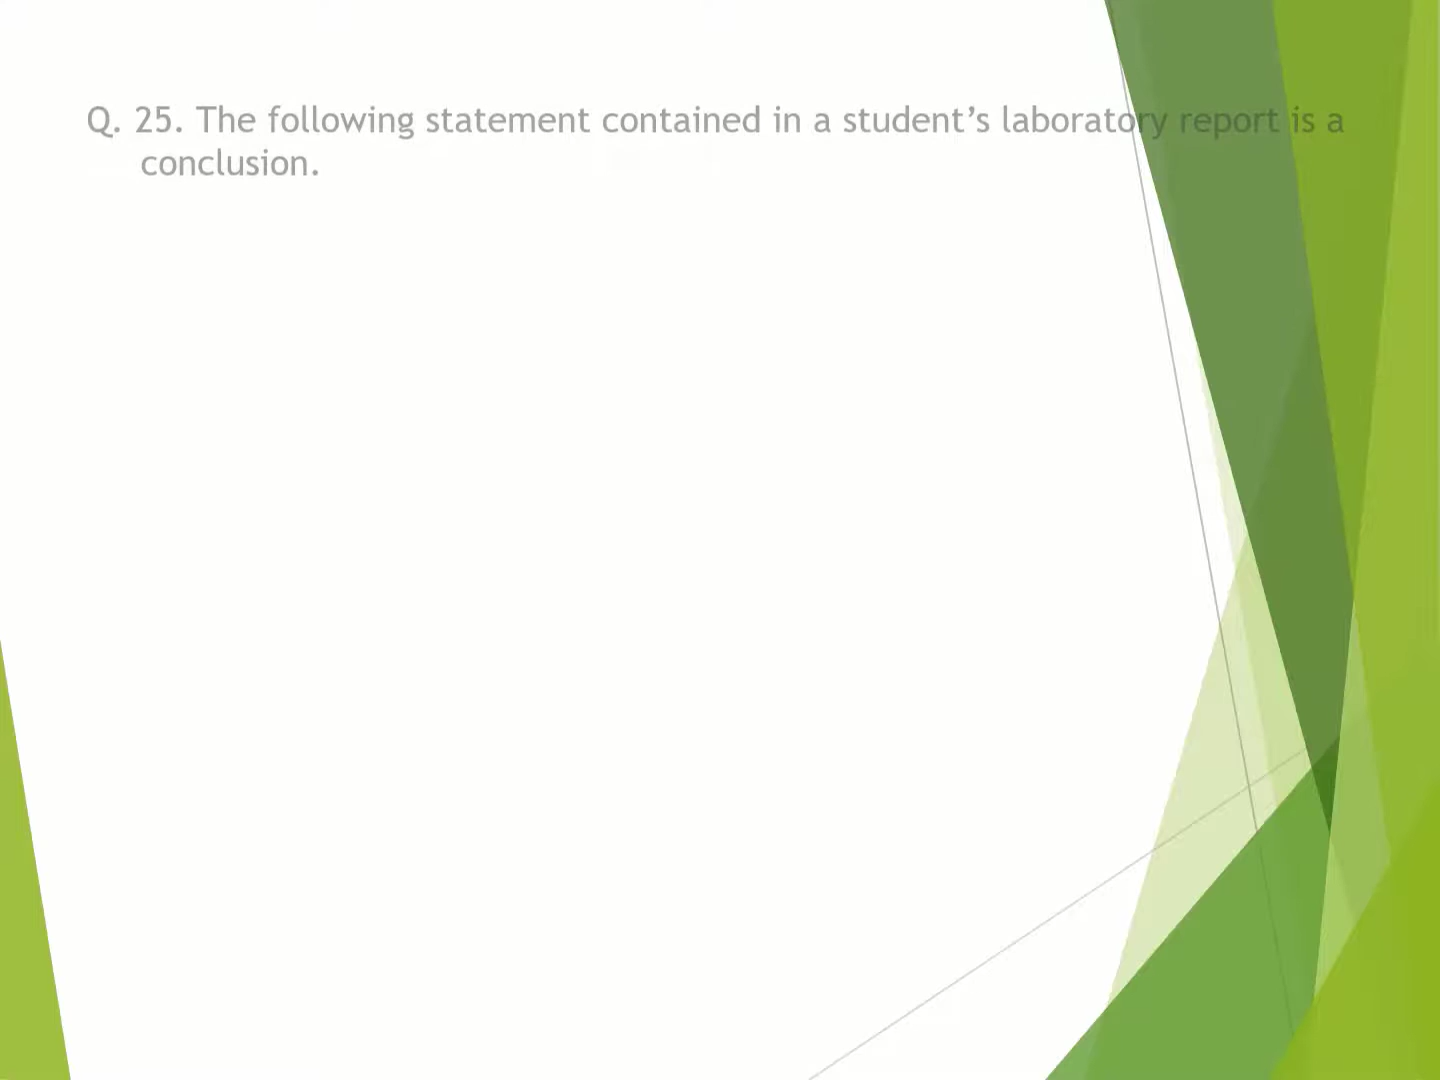 Q. 25. The following statement contained in a student’s laboratory report is a
conclusion.